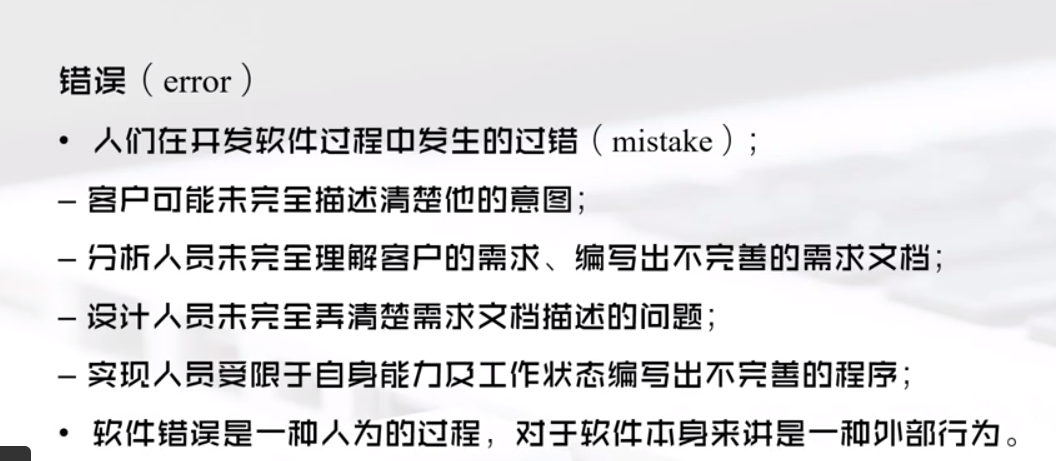 错误（error）
• 人们在开发软件过程中发生的过错（mistake）;
– 客户可能未完全描述清楚他的意图;
– 分析人员未完全理解客户的需求、编写出不完善的需求文档;
– 设计人员未完全弄清楚需求文档描述的问题;
– 实现人员受限于自身能力及工作状态编写出不完善的程序;
• 软件错误是一种人为的过程，对于软件本身来讲是一种外部行为。